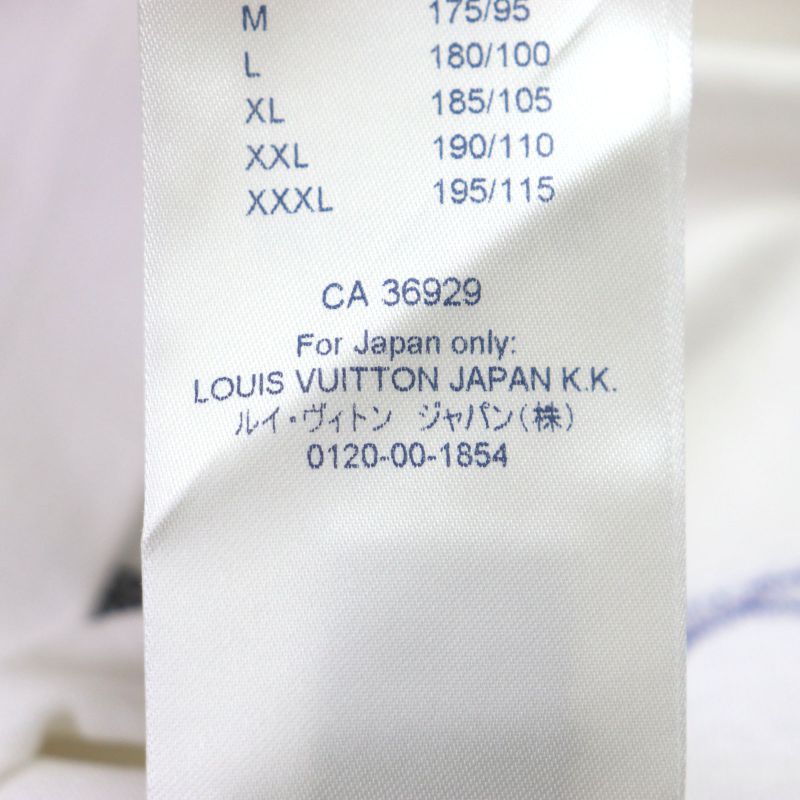 M 175/95
L 180/100
XL 185/105
XXL 190/110
XXXL 195/115
CA 36929
For Japan only:
LOUIS VUITTON JAPAN K.K.
ルイ・ヴィトン ジャパン(株)
0120-00-1854